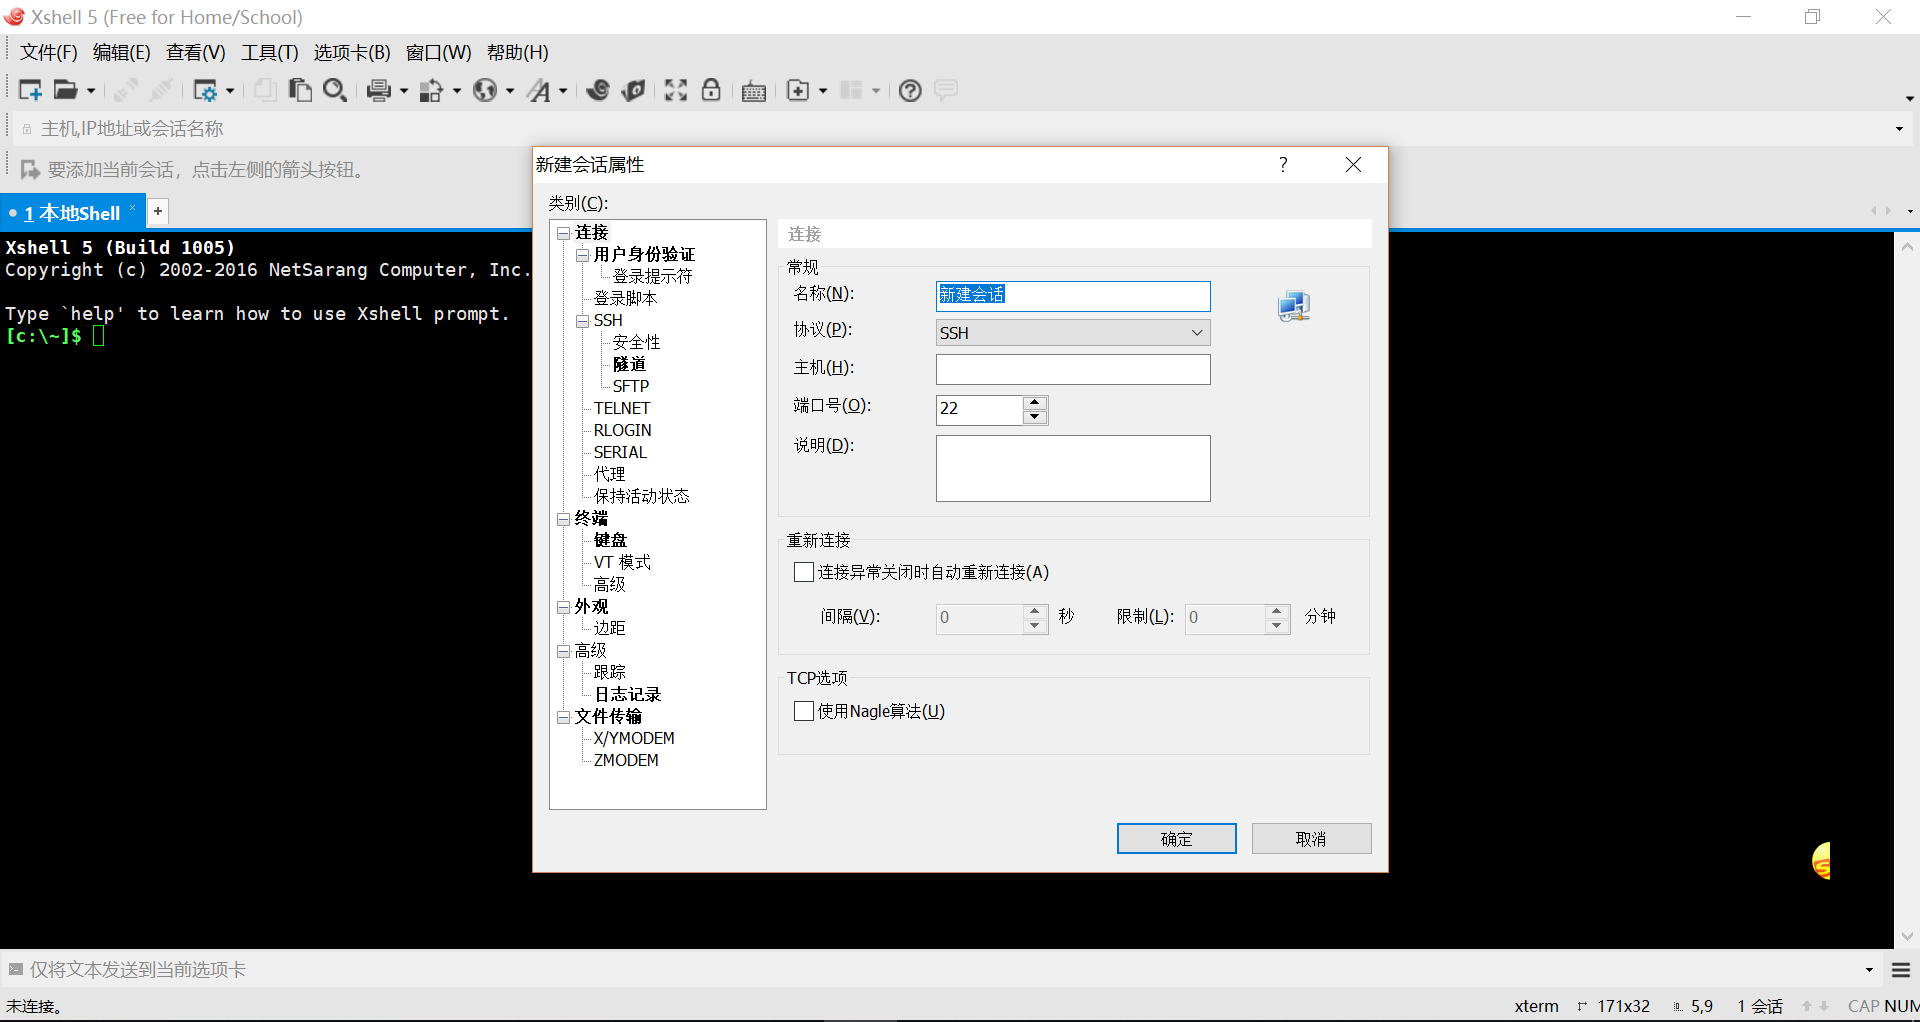 Xshell 5 (Free for Home/School)
文件(F) 编辑(E) 查看(V) 工具(T) 选项卡(B) 窗口(W) 帮助(H)
主机,IP地址或会话名称
要添加当前会话，点击左侧的箭头按钮。
1 本地Shell × +
Xshell 5 (Build 1005)
Copyright (c) 2002-2016 NetSarang Computer, Inc.
Type `help' to learn how to use Xshell prompt.
[c:\~]$
新建会话属性 ?
类别(C):
连接
用户身份验证
登录提示符
登录脚本
SSH
安全性
隧道
SFTP
TELNET
RLOGIN
SERIAL
代理
保持活动状态
终端
键盘
VT 模式
高级
外观
边距
高级
跟踪
日志记录
文件传输
X/YMODEM
ZMODEM
连接
常规
名称(N): 新建会话
协议(P): SSH
主机(H):
端口号(O): 22
说明(D):
重新连接
连接异常关闭时自动重新连接(A)
间隔(V): 0 秒 限制(L): 0 分钟
TCP选项
使用Nagle算法(U)
确定 取消
仅将文本发送到当前选项卡
未连接。 xterm 171x32 5,9 1 会话 CAP NUM